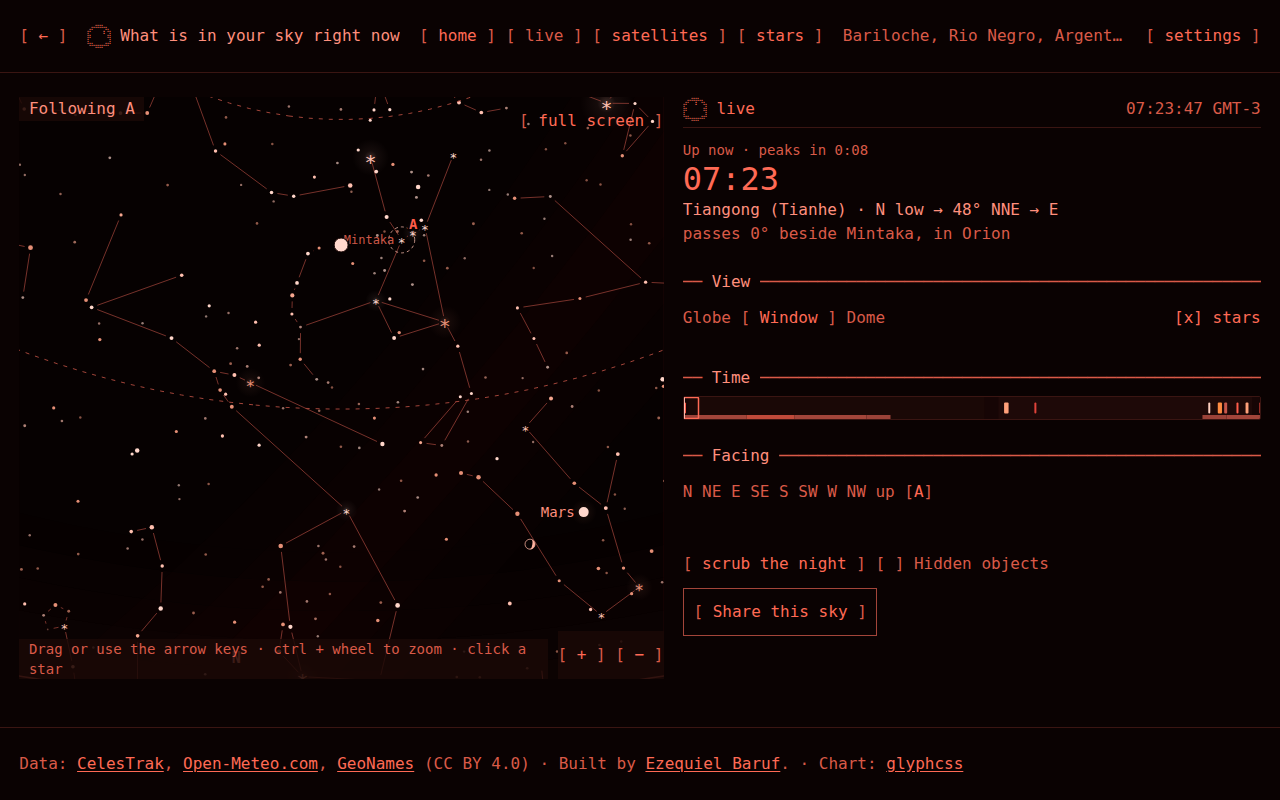 [ ← ] What is in your sky right now [ home ] [ live ] [ satellites ] [ stars ] Bariloche, Rio Negro, Argent… [ settings ]
Following A
[ full screen ]
A
Mintaka
Mars
N
Drag or use the arrow keys · ctrl + wheel to zoom · click a
star
[ + ] [ − ]
live 07:23:47 GMT-3
Up now · peaks in 0:08
07:23
Tiangong (Tianhe) · N low → 48° NNE → E
passes 0° beside Mintaka, in Orion
View
Globe [ Window ] Dome [x] stars
Time
Facing
N NE E SE S SW W NW up [A]
[ scrub the night ] [ ] Hidden objects
[ Share this sky ]
Data: CelesTrak, Open-Meteo.com, GeoNames (CC BY 4.0) · Built by Ezequiel Baruf. · Chart: glyphcss